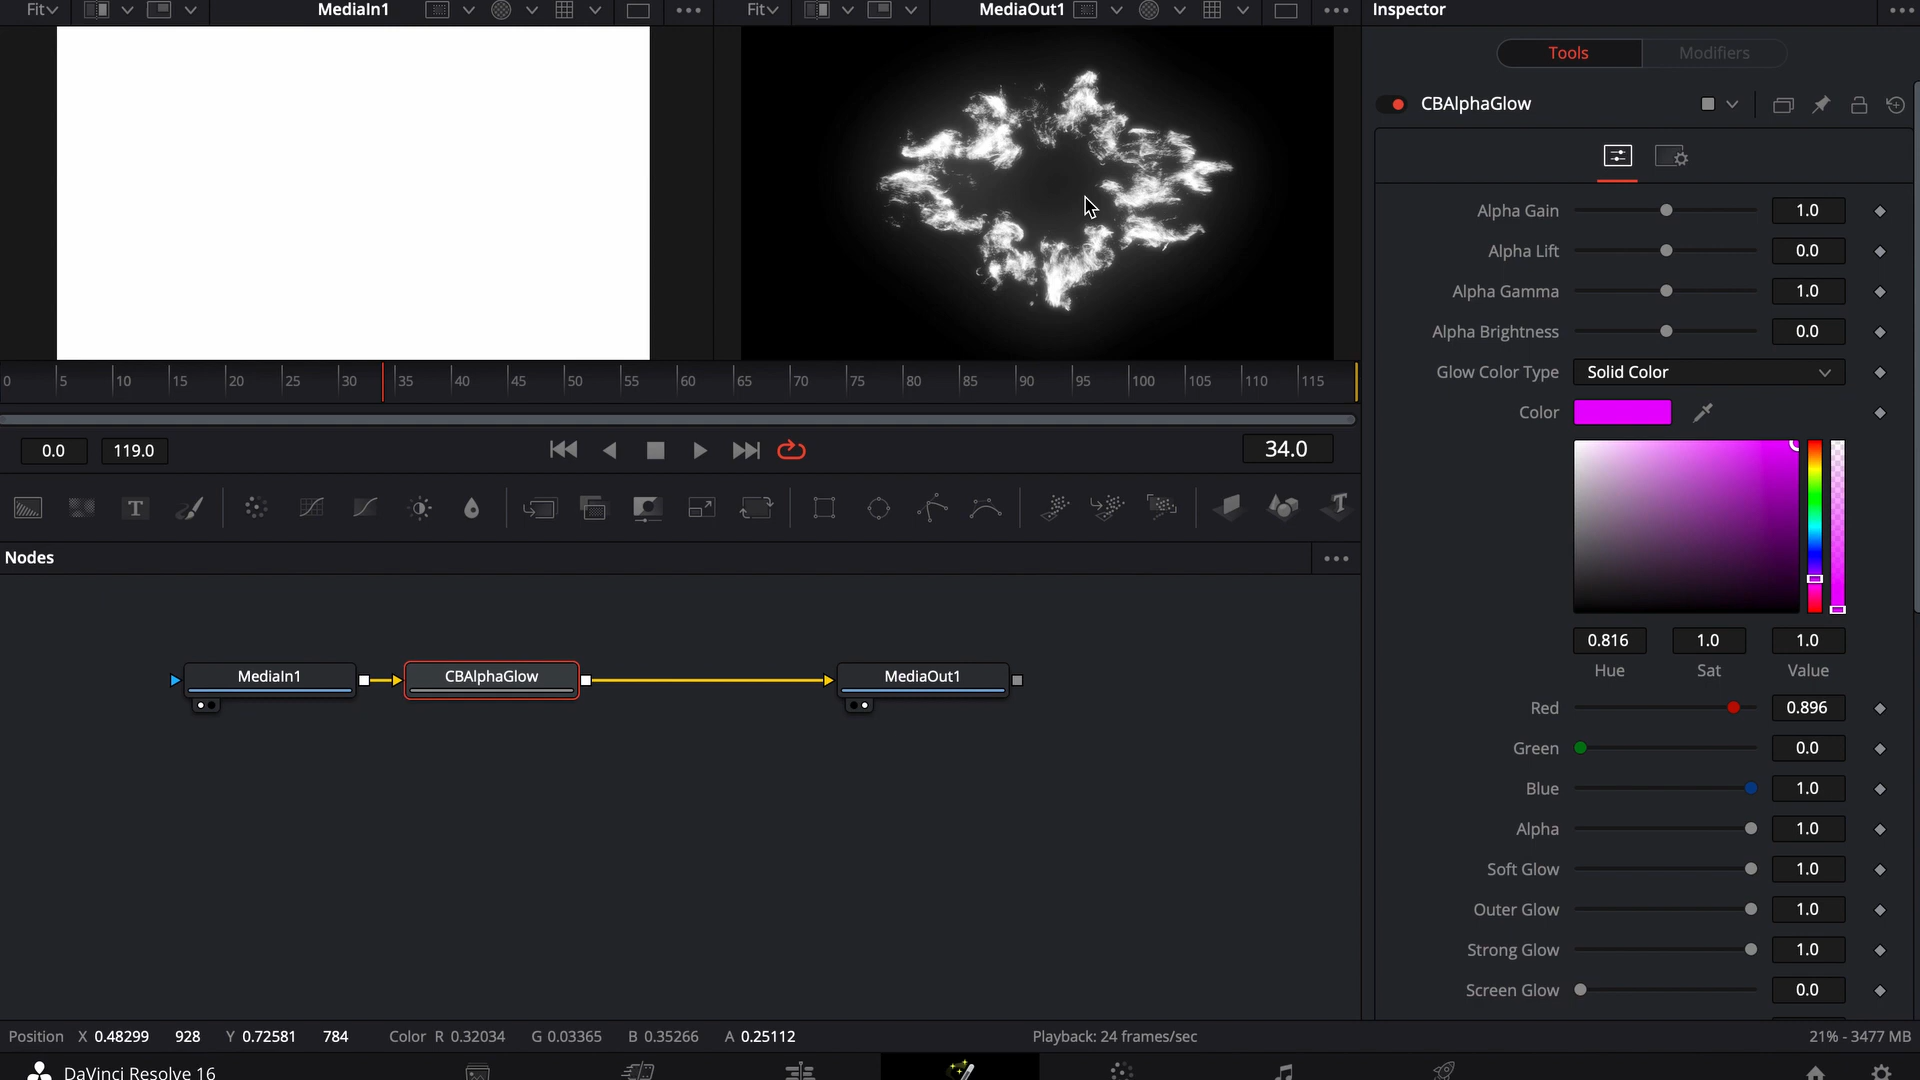 Fit MediaIn1 Fit MediaOut1 Inspector
Tools Modifiers
CBAlphaGlow
Alpha Gain 1.0
Alpha Lift 0.0
Alpha Gamma 1.0
Alpha Brightness 0.0
Glow Color Type Solid Color
Color
0 5 10 15 20 25 30 35 40 45 50 55 60 65 70 75 80 85 90 95 100 105 110 115
0.0 119.0 34.0
T T
Nodes
MediaIn1 CBAlphaGlow MediaOut1
0.816 1.0 1.0
Hue Sat Value
Red 0.896
Green 0.0
Blue 1.0
Alpha 1.0
Soft Glow 1.0
Outer Glow 1.0
Strong Glow 1.0
Screen Glow 0.0
Position X 0.48299 928 Y 0.72581 784 Color R 0.32034 G 0.03365 B 0.35266 A 0.25112 Playback: 24 frames/sec 21% - 3477 MB
DaVinci Resolve 16